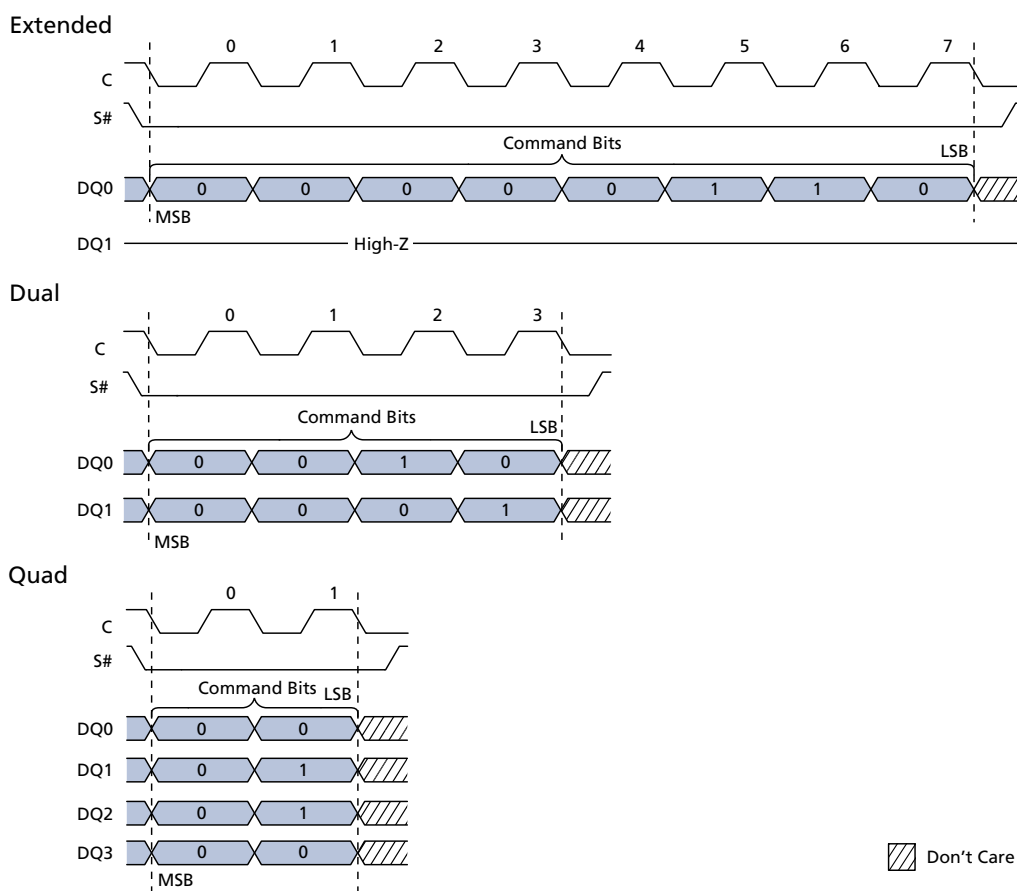 Extended
0 1 2 3 4 5 6 7
C
S#
Command Bits
LSB
DQ0 0 0 0 0 0 1 1 0
MSB
DQ1 High-Z
Dual
0 1 2 3
C
S#
Command Bits
LSB
DQ0 0 0 1 0
DQ1 0 0 0 1
MSB
Quad
0 1
C
S#
Command Bits LSB
DQ0 0 0
DQ1 0 1
DQ2 0 1
DQ3 0 0
MSB
Don't Care